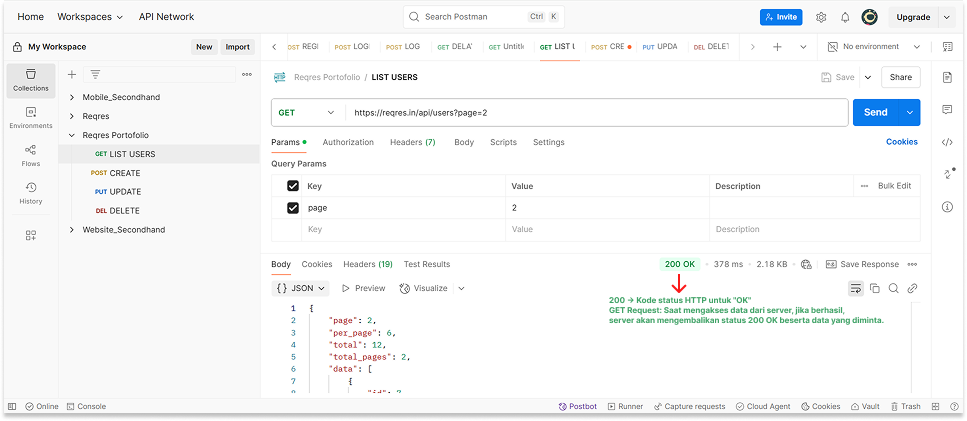 Home Workspaces API Network Search Postman Ctrl K Invite Upgrade
My Workspace New Import REGI POST LOGI POST LOG GET DELA GET Untitle GET LIST U POST CRE PUT UPDA DEL DELET No environment
Collections
Environments
Flows
History
Mobile_Secondhand
Reqres
Reqres Portofolio
GET LIST USERS
POST CREATE
PUT UPDATE
DEL DELETE
Website_Secondhand
HTTP Reqres Portofolio / LIST USERS Save Share
GET https://reqres.in/api/users?page=2 Send
Params Authorization Headers (7) Body Scripts Settings Cookies
Query Params
Key Value Description Bulk Edit
page 2
Key Value Description
Body Cookies Headers (19) Test Results 200 OK 378 ms 2.18 KB Save Response
{} JSON Preview Visualize
200 → Kode status HTTP untuk "OK"
GET Request: Saat mengakses data dari server, jika berhasil,
server akan mengembalikan status 200 OK beserta data yang diminta.
1 {
2 "page": 2,
3 "per_page": 6,
4 "total": 12,
5 "total_pages": 2,
6 "data": [
7 {
8 "id": 7
Online Console Postbot Runner Capture requests Cloud Agent Cookies Vault Trash